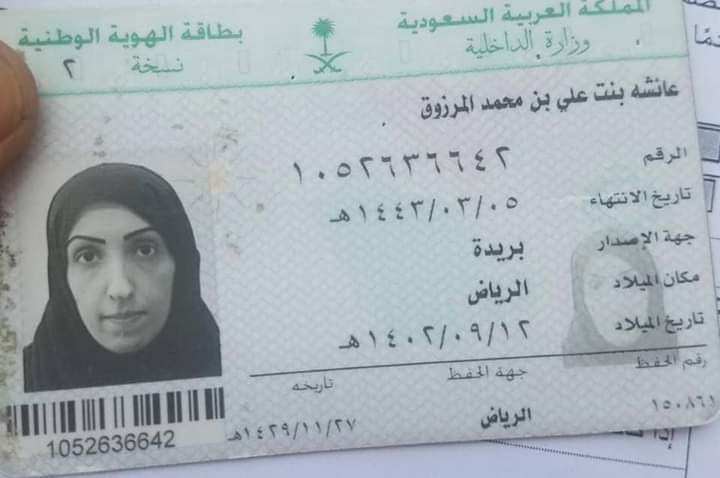 المملكة العربية السعودية
وزارة الداخلية
بطاقة الهوية الوطنية
نسخة ٢
عائشه بنت علي بن محمد المرزوق
الرقم ١٠٥٢٦٣٦٦٤٢
تاريخ الانتهاء ١٤٤٣/٠٣/٠٥هـ
جهة الإصدار بريدة
مكان الميلاد الرياض
تاريخ الميلاد ١٤٠٢/٠٩/١٢هـ
رقم الحفظ جهة الحفظ تاريخه
١٥٠٨٦١ الرياض ١٤٢٩/١١/٢٧هـ
1052636642